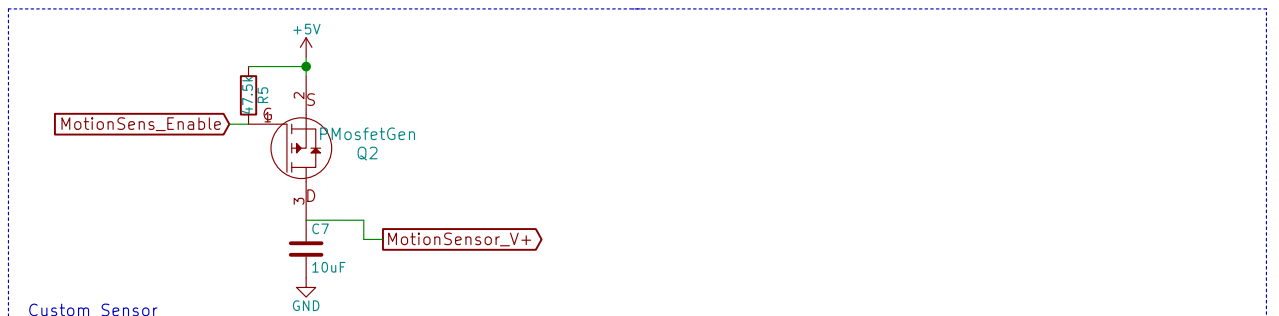 +5V
47.5k
R5
2
S
G
1
MotionSens_Enable
PMosfetGen
Q2
3
D
C7
MotionSensor_V+
10uF
GND
Custom Sensor